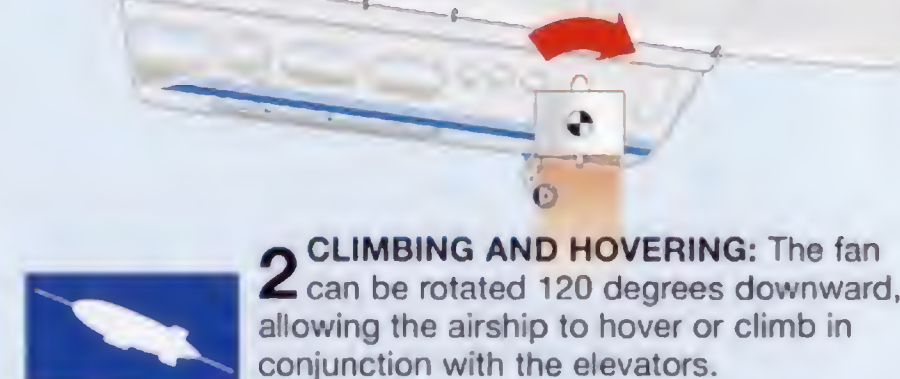 2 CLIMBING AND HOVERING: The fan
can be rotated 120 degrees downward,
allowing the airship to hover or climb in
conjunction with the elevators.